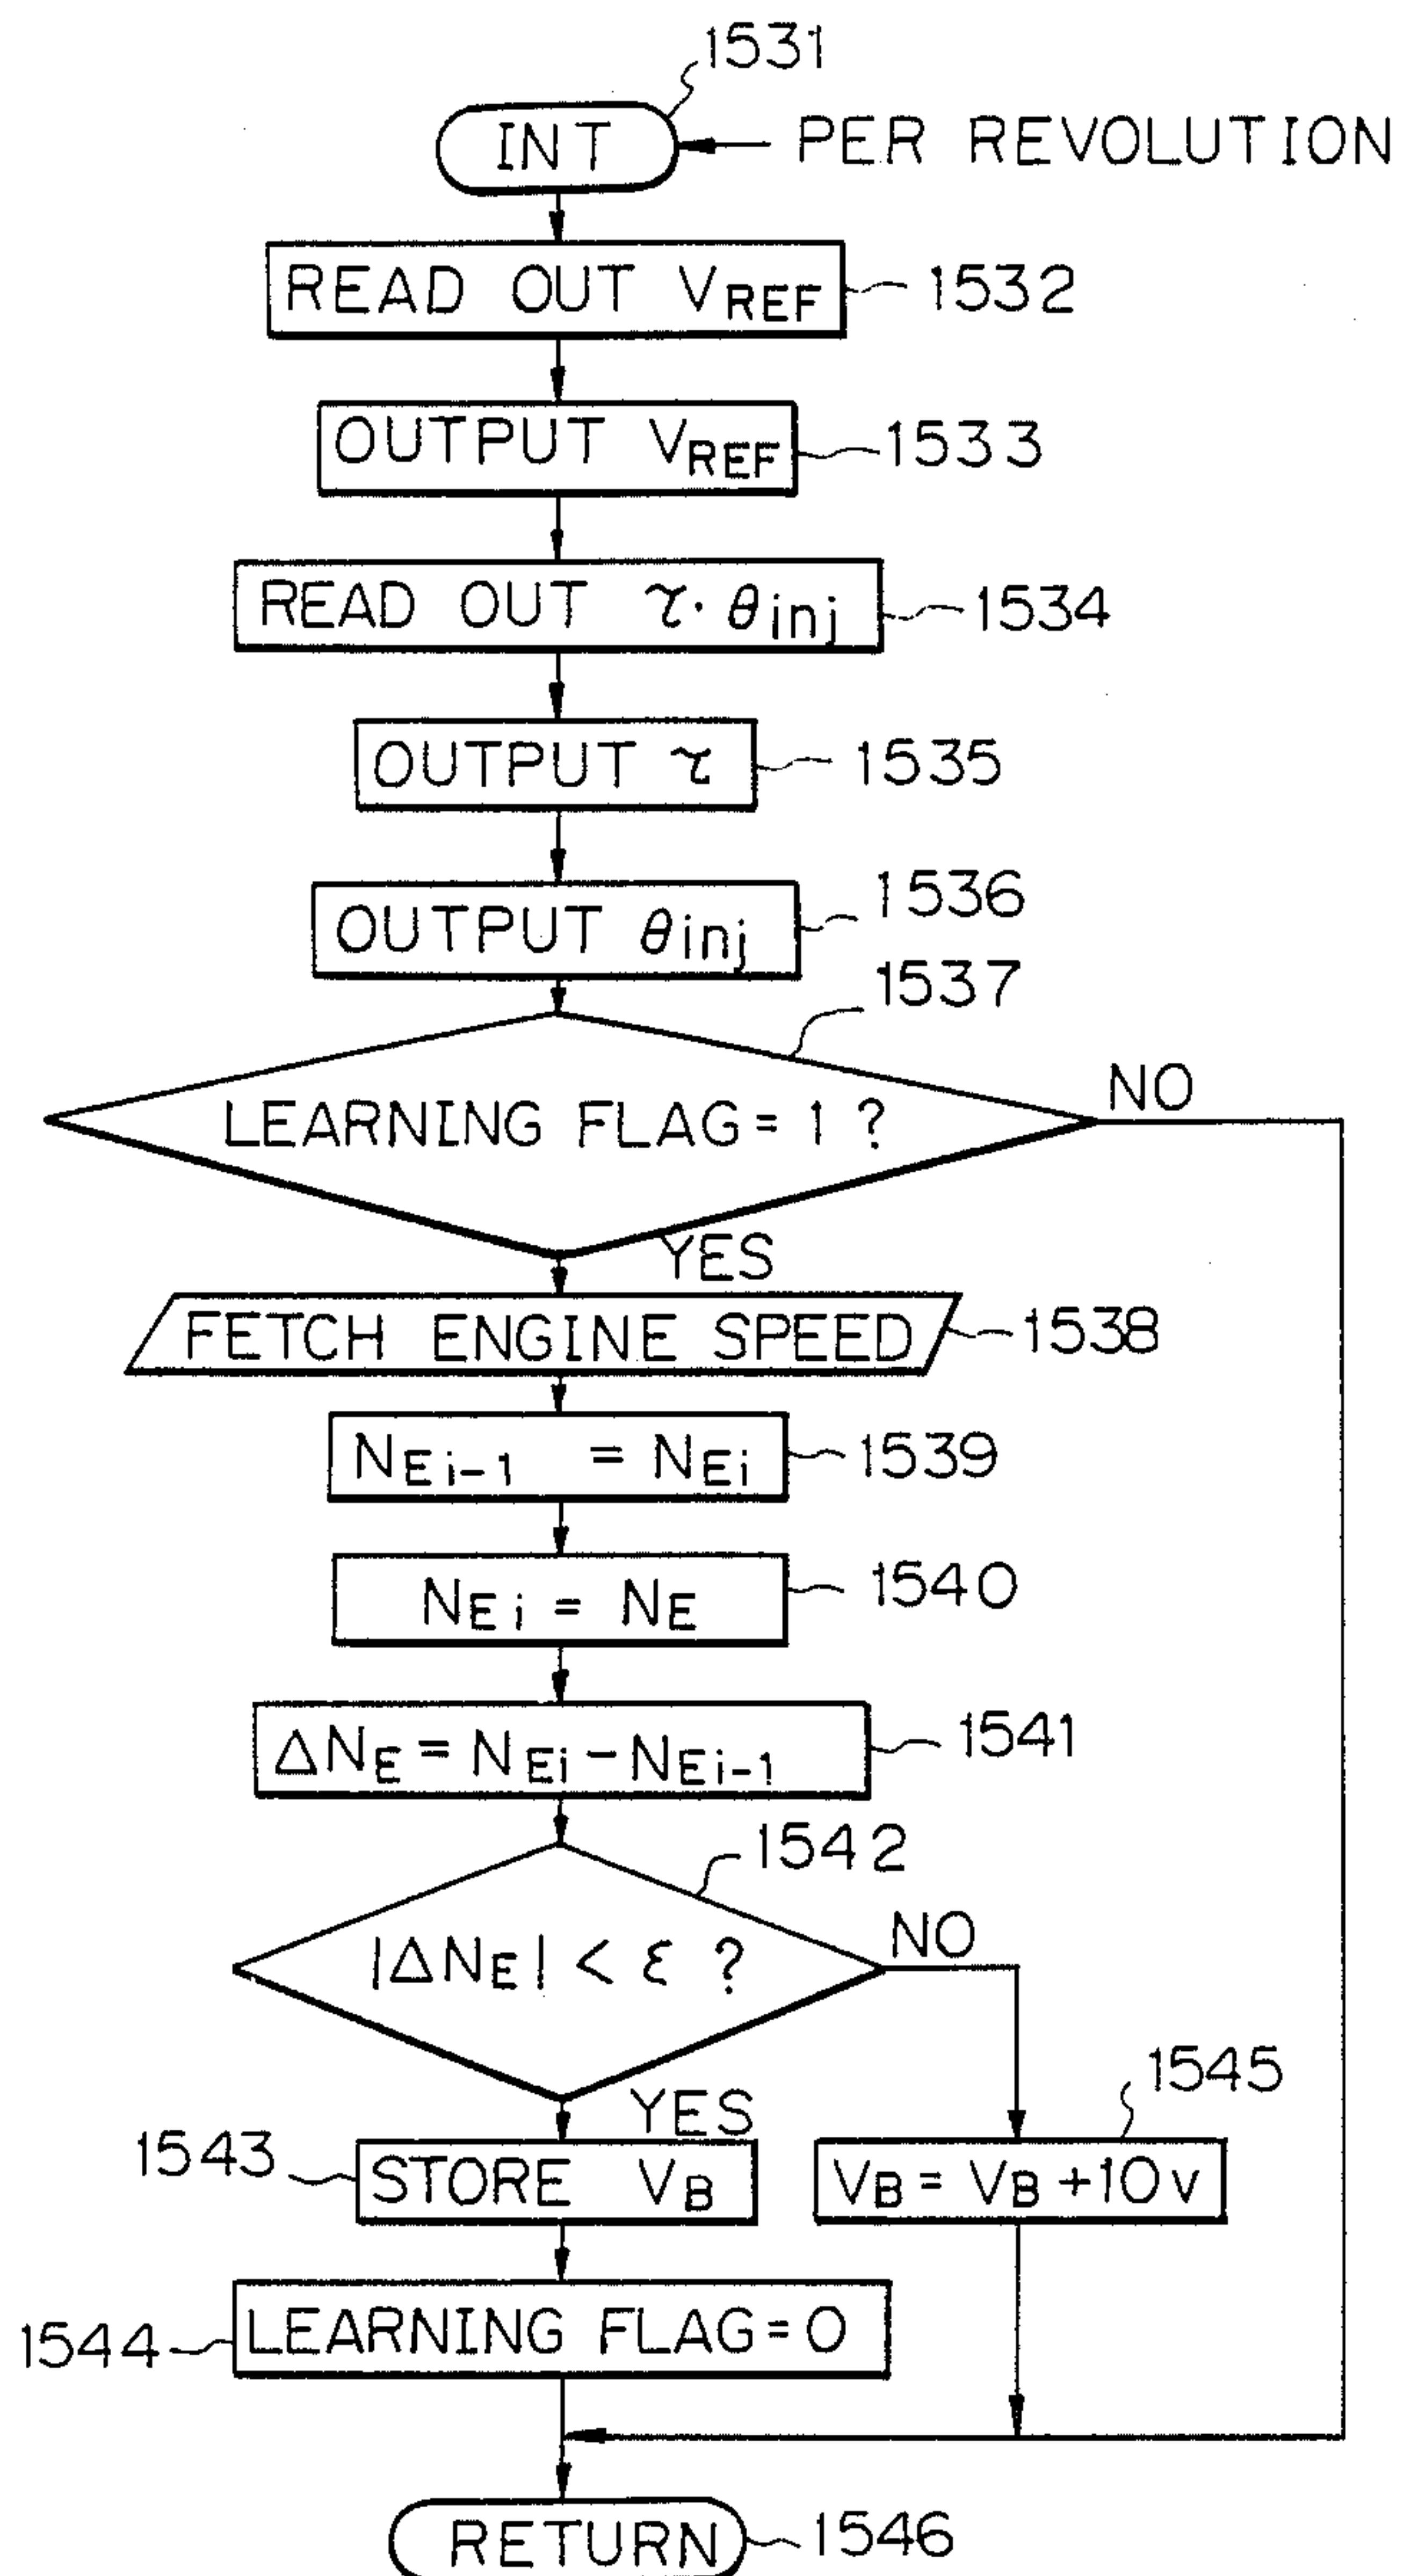 1531
INT
PER REVOLUTION
READ OUT VREF
1532
OUTPUT VREF
1533
READ OUT τ・θinj
1534
OUTPUT τ
1535
OUTPUT θinj
1536
1537
LEARNING FLAG = 1 ?
NO
YES
FETCH ENGINE SPEED
1538
NEi-1 = NEi
1539
NEi = NE
1540
ΔNE = NEi - NEi-1
1541
1542
|ΔNE| < ε ?
NO
YES
1545
1543
STORE VB
VB = VB + 10v
1544
LEARNING FLAG = 0
RETURN
1546